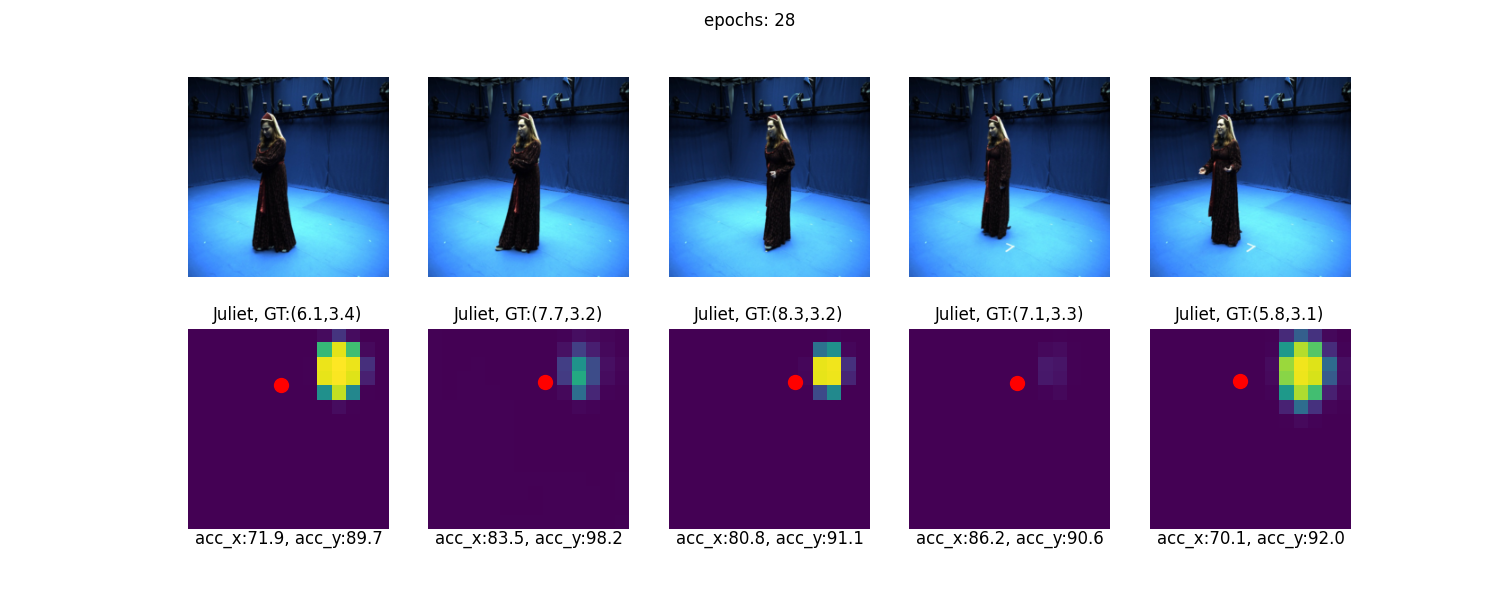 epochs: 28
Juliet, GT:(6.1,3.4)
Juliet, GT:(7.7,3.2)
Juliet, GT:(8.3,3.2)
Juliet, GT:(7.1,3.3)
Juliet, GT:(5.8,3.1)
acc_x:71.9, acc_y:89.7
acc_x:83.5, acc_y:98.2
acc_x:80.8, acc_y:91.1
acc_x:86.2, acc_y:90.6
acc_x:70.1, acc_y:92.0